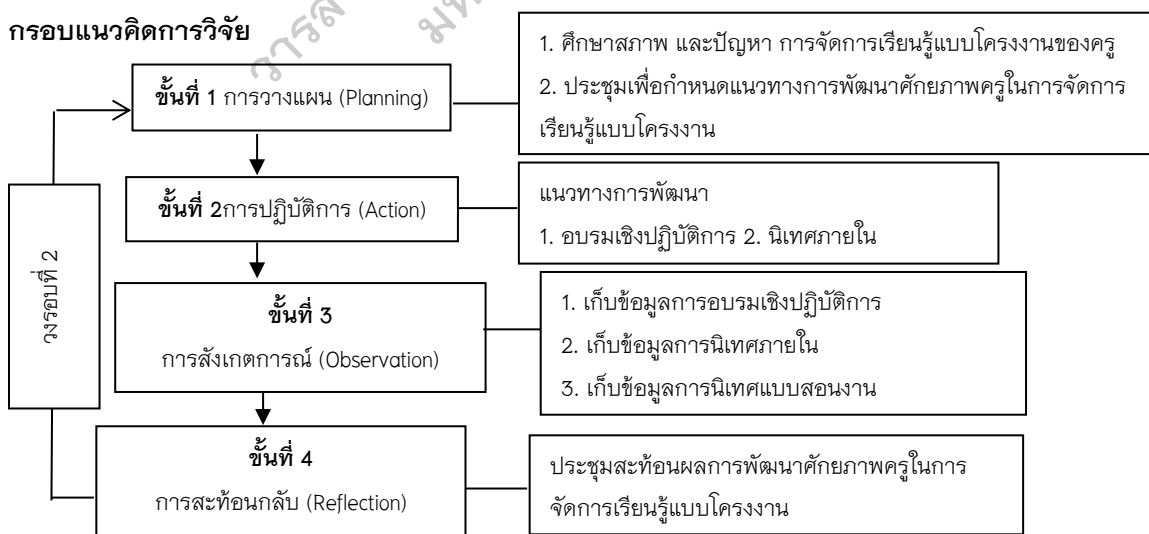 กรอบแนวคิดการวิจัย
วารส
มห
ขั้นที่ 1 การวางแผน (Planning)
1. ศึกษาสภาพ และปัญหา การจัดการเรียนรู้แบบโครงงานของครู
2. ประชุมเพื่อกำหนดแนวทางการพัฒนาศักยภาพครูในการจัดการ
เรียนรู้แบบโครงงาน
ขั้นที่ 2การปฏิบัติการ (Action)
แนวทางการพัฒนา
1. อบรมเชิงปฏิบัติการ 2. นิเทศภายใน
วงรอบที่ 2
ขั้นที่ 3
การสังเกตการณ์ (Observation)
1. เก็บข้อมูลการอบรมเชิงปฏิบัติการ
2. เก็บข้อมูลการนิเทศภายใน
3. เก็บข้อมูลการนิเทศแบบสอนงาน
ขั้นที่ 4
การสะท้อนกลับ (Reflection)
ประชุมสะท้อนผลการพัฒนาศักยภาพครูในการ
จัดการเรียนรู้แบบโครงงาน